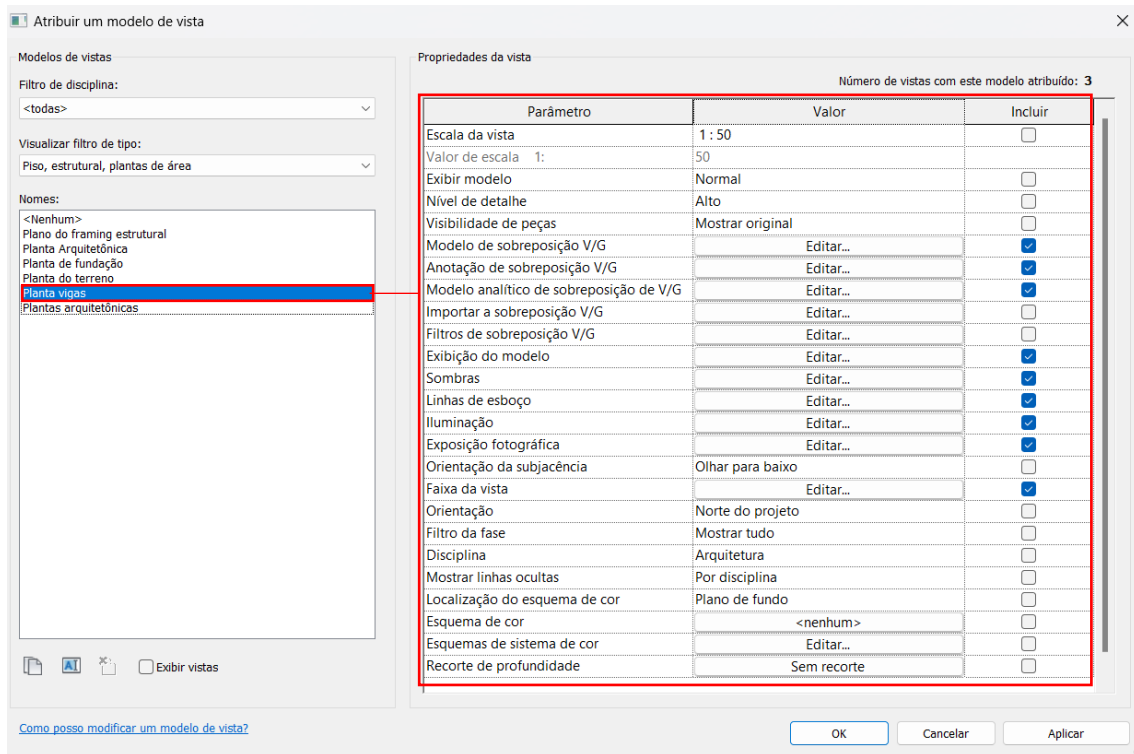 Atribuir um modelo de vista
Modelos de vistas
Filtro de disciplina:
<todas>
Visualizar filtro de tipo:
Piso, estrutural, plantas de área
Nomes:
<Nenhum>
Plano do framing estrutural
Planta Arquitetônica
Planta de fundação
Planta do terreno
Planta vigas
Plantas arquitetônicas
Exibir vistas
Como posso modificar um modelo de vista?
Propriedades da vista
Número de vistas com este modelo atribuído: 3
Parâmetro Valor Incluir
Escala da vista 1 : 50
Valor de escala 1: 50
Exibir modelo Normal
Nível de detalhe Alto
Visibilidade de peças Mostrar original
Modelo de sobreposição V/G Editar...
Anotação de sobreposição V/G Editar...
Modelo analítico de sobreposição de V/G Editar...
Importar a sobreposição V/G Editar...
Filtros de sobreposição V/G Editar...
Exibição do modelo Editar...
Sombras Editar...
Linhas de esboço Editar...
Iluminação Editar...
Exposição fotográfica Editar...
Orientação da subjacência Olhar para baixo
Faixa da vista Editar...
Orientação Norte do projeto
Filtro da fase Mostrar tudo
Disciplina Arquitetura
Mostrar linhas ocultas Por disciplina
Localização do esquema de cor Plano de fundo
Esquema de cor <nenhum>
Esquemas de sistema de cor Editar...
Recorte de profundidade Sem recorte
OK Cancelar Aplicar